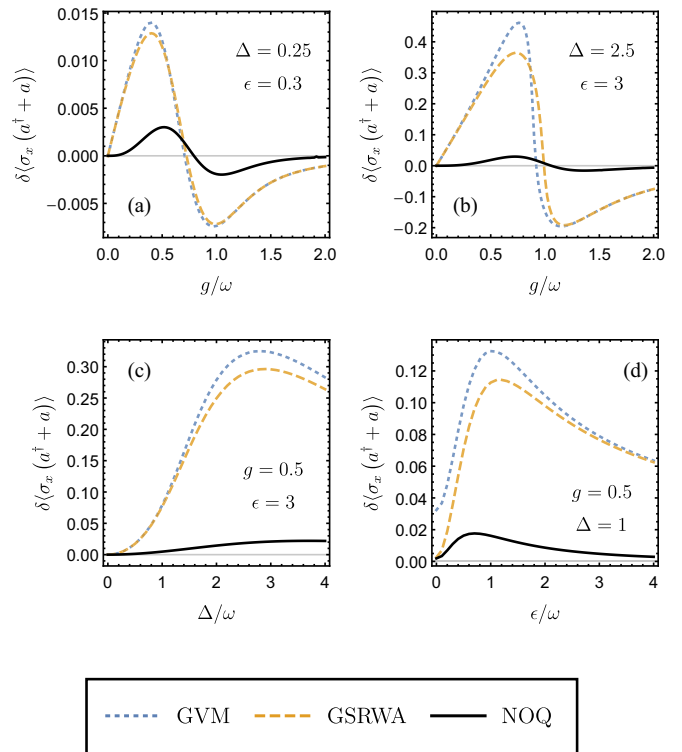 δ⟨σₓ (a† + a)⟩
0.015
0.010
0.005
0.000
−0.005
Δ = 0.25
ϵ = 0.3
(a)
0.0 0.5 1.0 1.5 2.0
g/ω
δ⟨σₓ (a† + a)⟩
0.4
0.3
0.2
0.1
0.0
−0.1
−0.2
Δ = 2.5
ϵ = 3
(b)
0.0 0.5 1.0 1.5 2.0
g/ω
δ⟨σₓ (a† + a)⟩
0.30
0.25
0.20
0.15
0.10
0.05
0.00
(c)
g = 0.5
ϵ = 3
0 1 2 3 4
Δ/ω
δ⟨σₓ (a† + a)⟩
0.12
0.10
0.08
0.06
0.04
0.02
0.00
(d)
g = 0.5
Δ = 1
0 1 2 3 4
ϵ/ω
GVM GSRWA NOQ